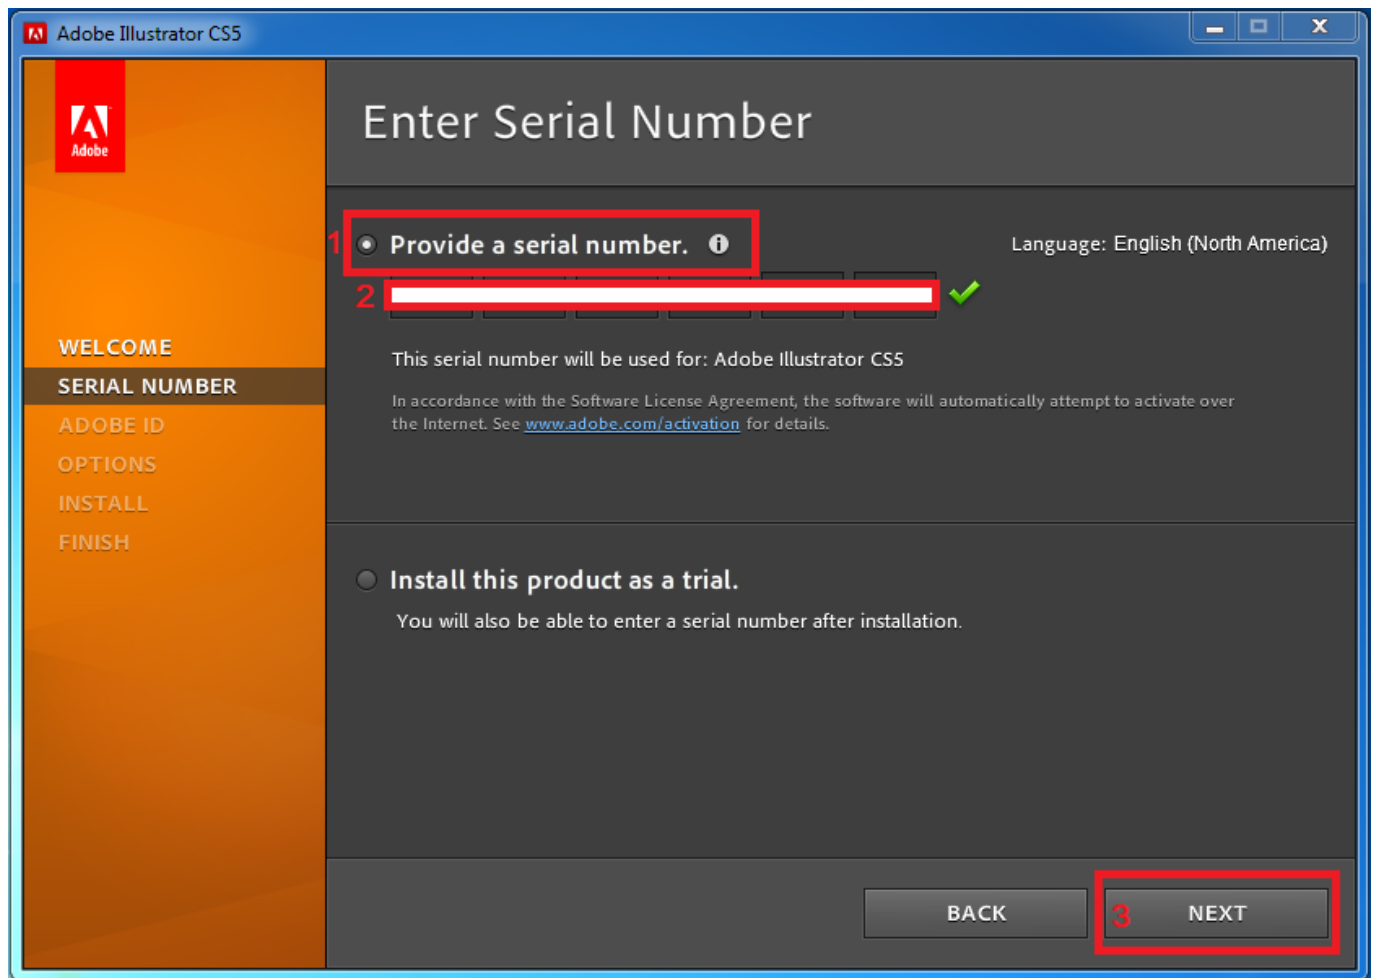 Adobe Illustrator CS5
Adobe
Enter Serial Number
1 Provide a serial number.
Language: English (North America)
2
This serial number will be used for: Adobe Illustrator CS5
In accordance with the Software License Agreement, the software will automatically attempt to activate over
the Internet. See www.adobe.com/activation for details.
WELCOME
SERIAL NUMBER
ADOBE ID
OPTIONS
INSTALL
FINISH
Install this product as a trial.
You will also be able to enter a serial number after installation.
BACK
3 NEXT